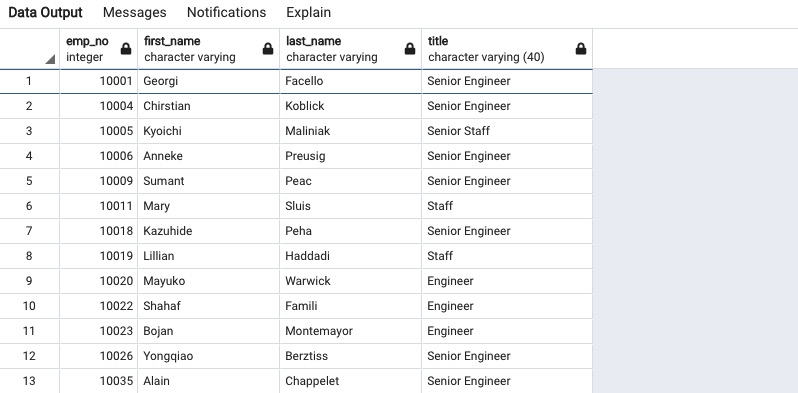 Data Output Messages Notifications Explain
emp_no first_name last_name title
integer character varying character varying character varying (40)
1 10001 Georgi Facello Senior Engineer
2 10004 Chirstian Koblick Senior Engineer
3 10005 Kyoichi Maliniak Senior Staff
4 10006 Anneke Preusig Senior Engineer
5 10009 Sumant Peac Senior Engineer
6 10011 Mary Sluis Staff
7 10018 Kazuhide Peha Senior Engineer
8 10019 Lillian Haddadi Staff
9 10020 Mayuko Warwick Engineer
10 10022 Shahaf Famili Engineer
11 10023 Bojan Montemayor Engineer
12 10026 Yongqiao Berztiss Senior Engineer
13 10035 Alain Chappelet Senior Engineer